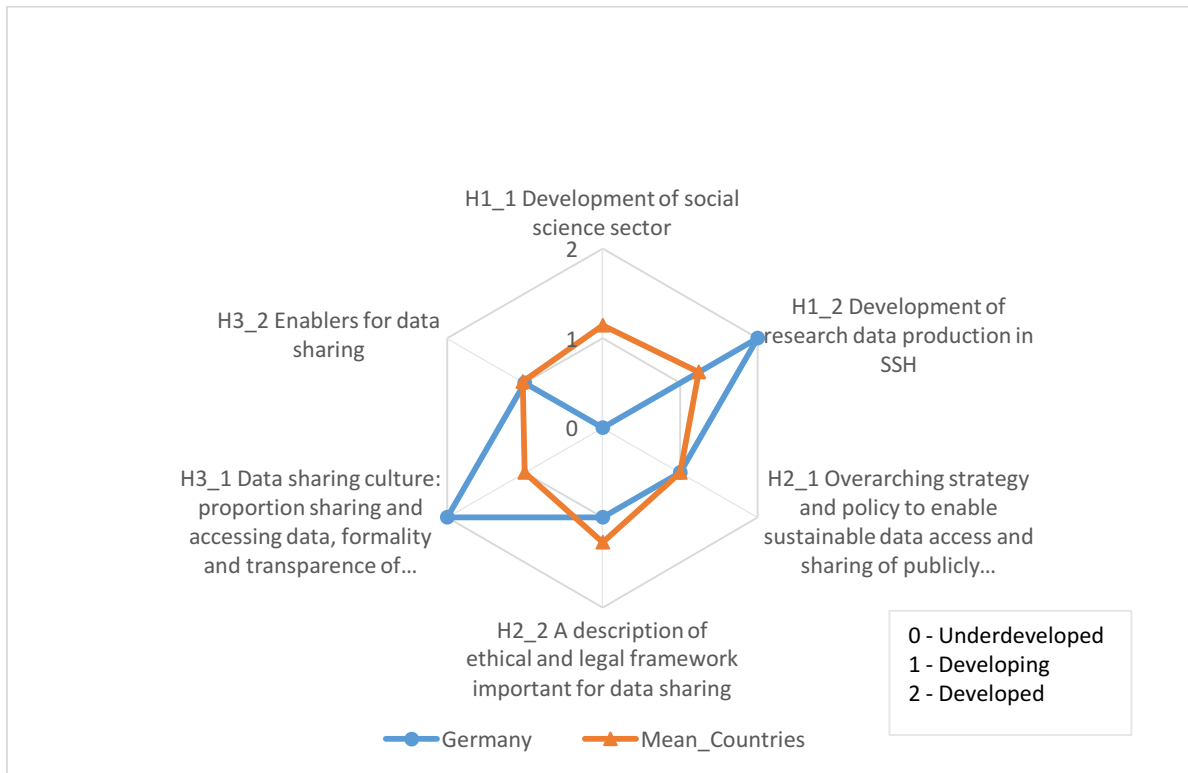 H1_1 Development of social
science sector
2
H1_2 Development of
research data production in
SSH
H3_2 Enablers for data
sharing
1
0
H3_1 Data sharing culture:
proportion sharing and
accessing data, formality
and transparence of...
H2_1 Overarching strategy
and policy to enable
sustainable data access and
sharing of publicly...
H2_2 A description of
ethical and legal framework
important for data sharing
0 - Underdeveloped
1 - Developing
2 - Developed
Germany
Mean_Countries